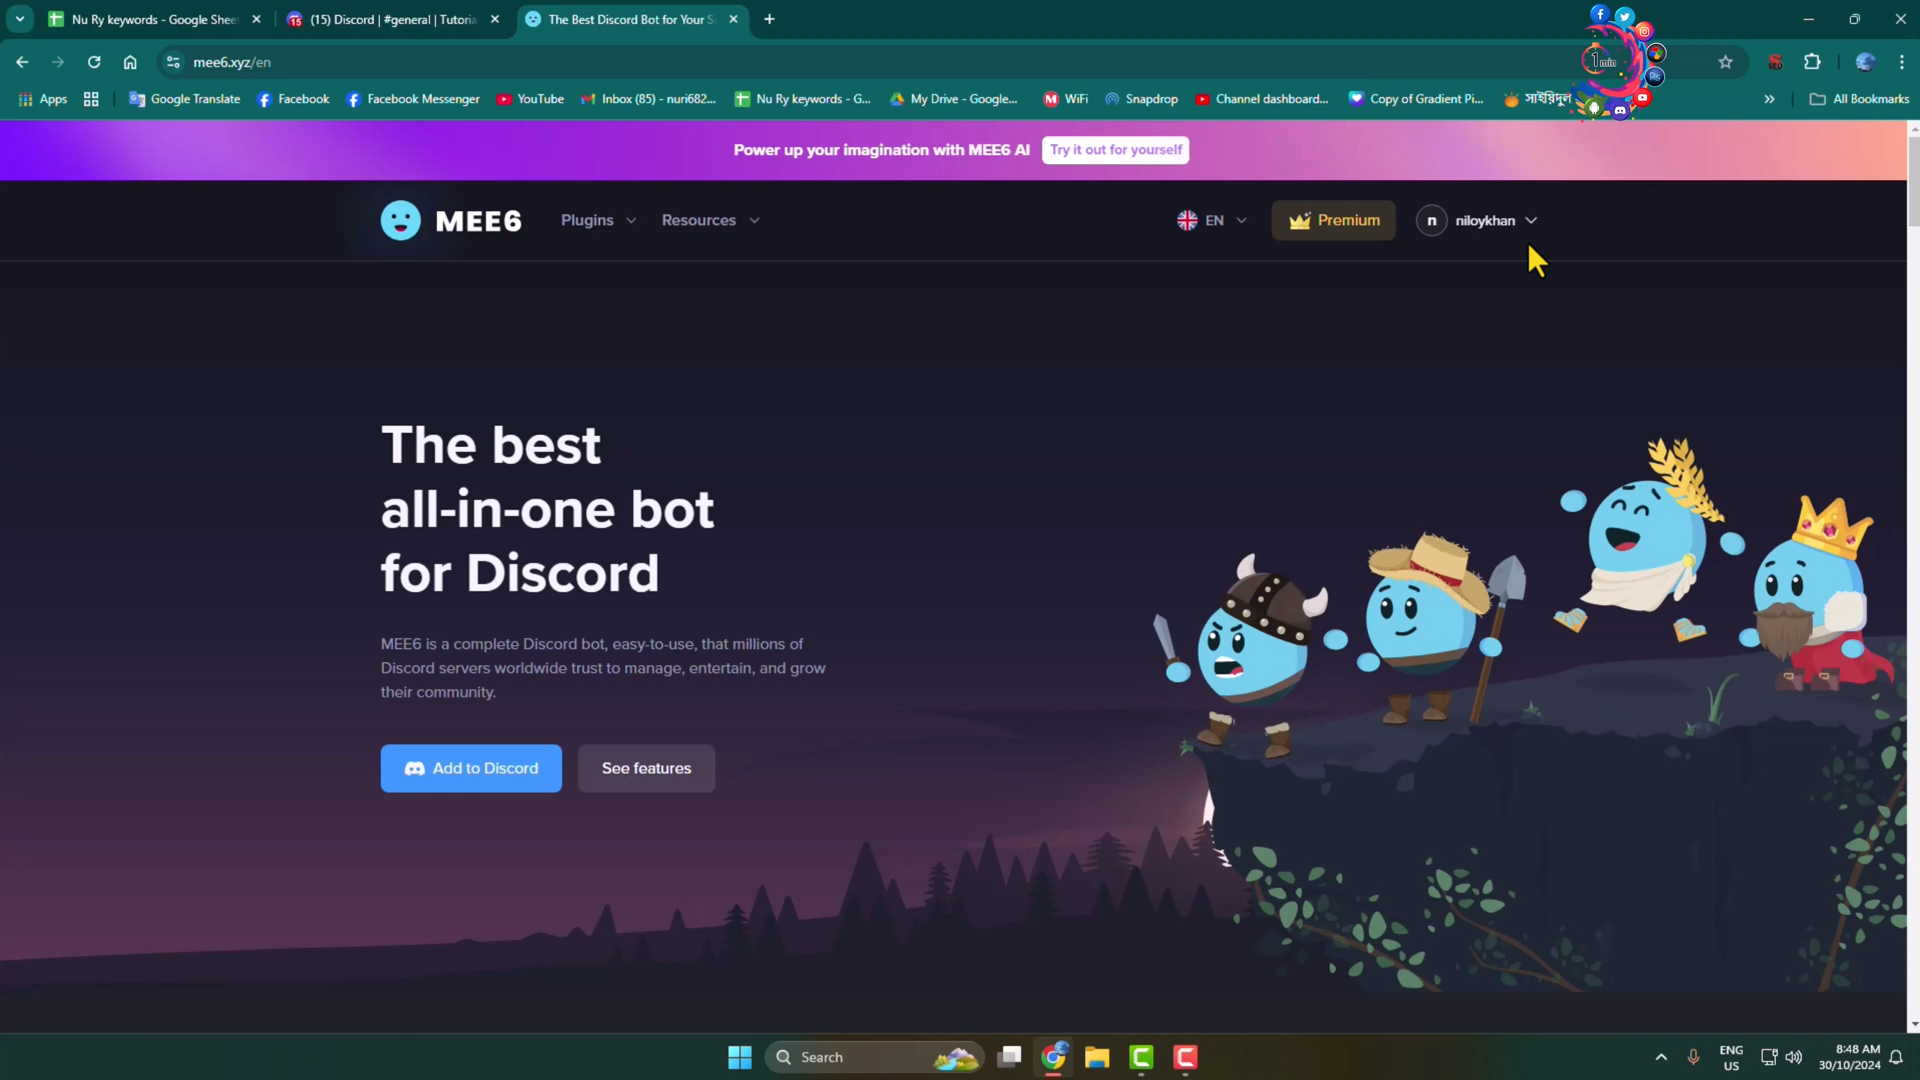 Nu Ry keywords - Google Shee
(15) Discord | #general | Tutoria
The Best Discord Bot for Your S
mee6.xyz/en
1 min
Ps
SEO
Apps
Google Translate
Facebook
Facebook Messenger
YouTube
Inbox (85) - nuri682...
Nu Ry keywords - G...
My Drive - Google...
WiFi
Snapdrop
Channel dashboard...
Copy of Gradient Pi...
সাইয়িদুল
All Bookmarks
Power up your imagination with MEE6 AI
Try it out for yourself
MEE6
Plugins
Resources
EN
Premium
n
niloykhan
The best
all-in-one bot
for Discord
MEE6 is a complete Discord bot, easy-to-use, that millions of
Discord servers worldwide trust to manage, entertain, and grow
their community.
Add to Discord
See features
Search
ENG
US
8:48 AM
30/10/2024